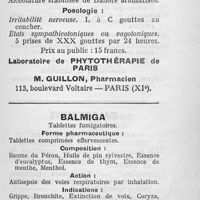 Alcoolature stabilisée de Ballote aromatisée.
Posologie :
Irritabilité nerveuse. L à C gouttes au
coucher.
Etats sympathicotoniques ou vagotoniques.
5 prises de XXX gouttes par 24 heures.
Prix au public : 15 francs.
Laboratoire de PHYTOTHÉRAPIE de
PARIS
M. GUILLON, Pharmacien
113, boulevard Voltaire — PARIS (XIe).
BALMIGA
Tablettes fumigatoires.
Forme pharmaceutique :
Tablettes comprimées effervescentes.
Composition :
Baume du Pérou, Huile de pin sylvestre, Essence
d'eucalyptus, Essence de thym, Essence de
menthe, Menthol.
Action :
Antisepsie des voies respiratoires par inhalation.
Indications :
Grippe, Bronchite, Extinction de voix, Coryza,